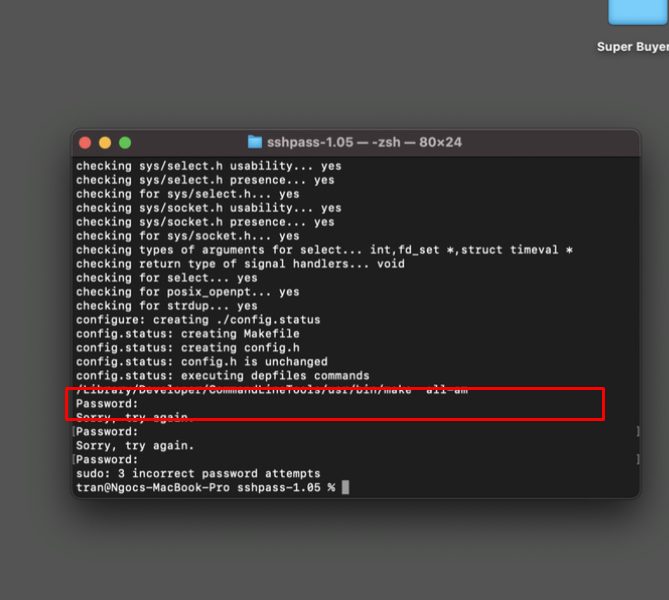 Super Buyer
sshpass-1.05 — -zsh — 80×24
checking sys/select.h usability... yes
checking sys/select.h presence... yes
checking for sys/select.h... yes
checking sys/socket.h usability... yes
checking sys/socket.h presence... yes
checking for sys/socket.h... yes
checking types of arguments for select... int,fd_set *,struct timeval *
checking return type of signal handlers... void
checking for select... yes
checking for posix_openpt... yes
checking for strdup... yes
configure: creating ./config.status
config.status: creating Makefile
config.status: creating config.h
config.status: config.h is unchanged
config.status: executing depfiles commands
/Library/Developer/CommandLineTools/usr/bin/make  all-am
Password:
Sorry, try again.
[Password: ]
Sorry, try again.
[Password: ]
sudo: 3 incorrect password attempts
tran@Ngocs-MacBook-Pro sshpass-1.05 %